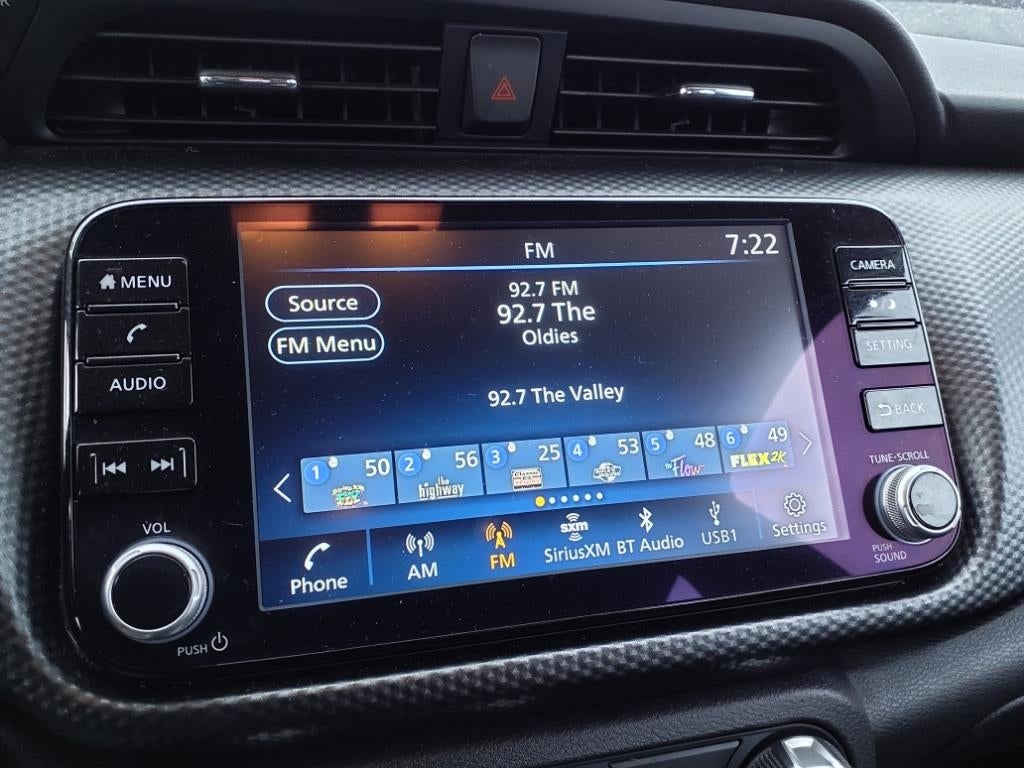 FM
7:22
Source
FM Menu
92.7 FM
92.7 The
Oldies
92.7 The Valley
1 50
2 56
the highway
3 25
4 53
5 48
the Flow
6 49
FLEX2K
Phone
AM
FM
sxm
SiriusXM
BT Audio
USB1
Settings
MENU
AUDIO
VOL
PUSH
CAMERA
SETTING
BACK
TUNE·SCROLL
PUSH
SOUND